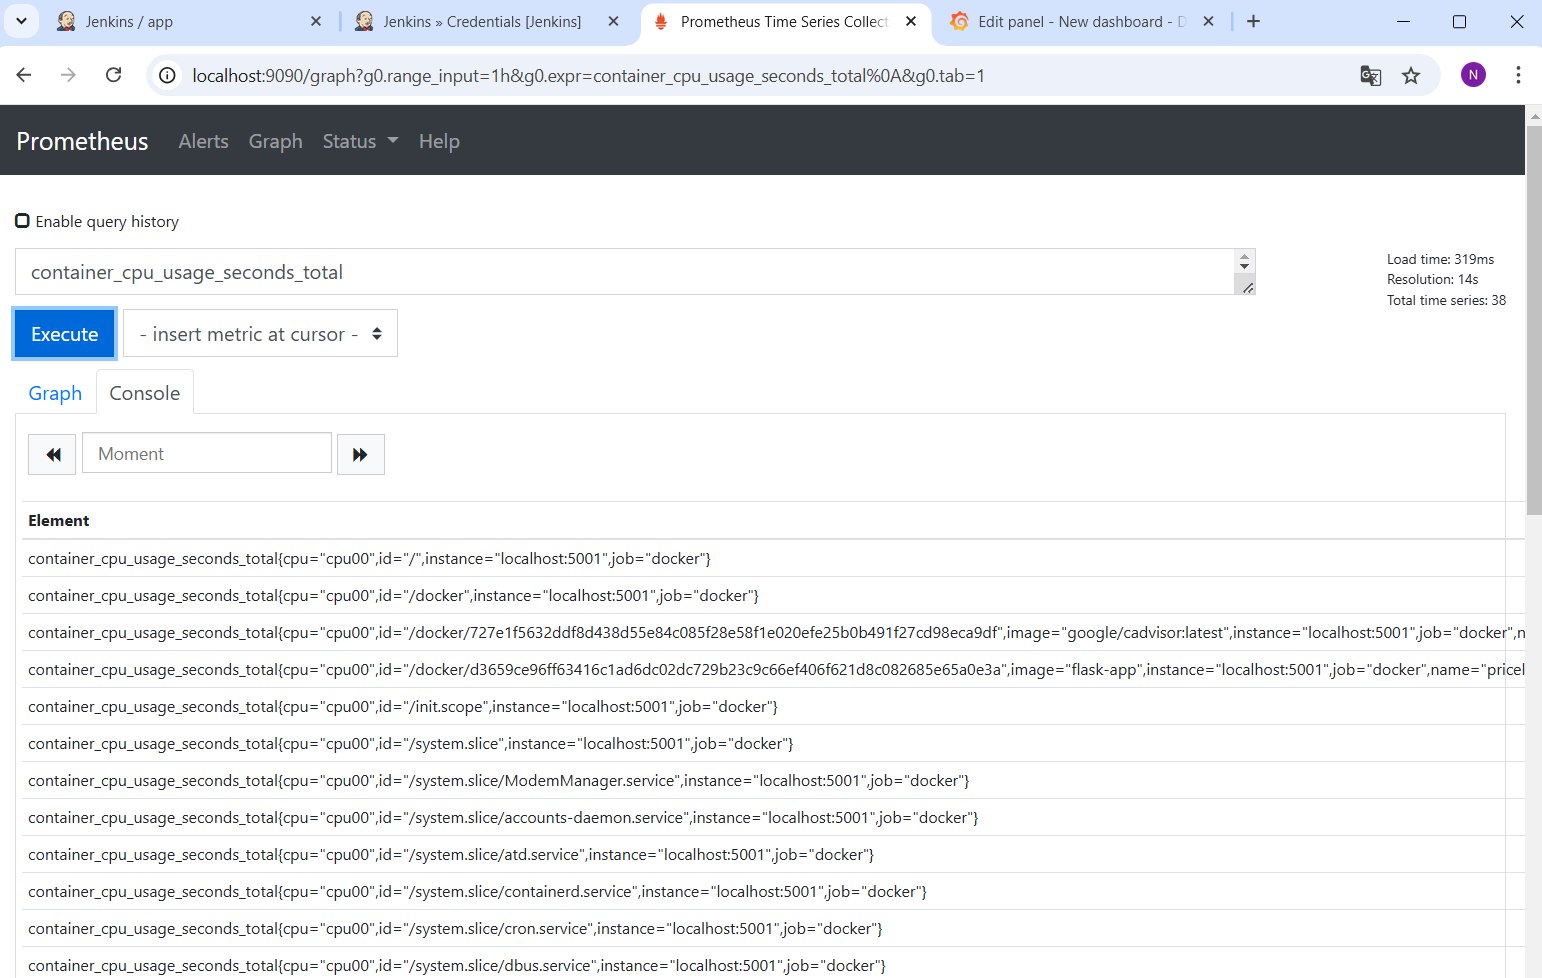 Jenkins / app
Jenkins » Credentials [Jenkins]
Prometheus Time Series Collect
Edit panel - New dashboard - D
localhost:9090/graph?g0.range_input=1h&g0.expr=container_cpu_usage_seconds_total%0A&g0.tab=1
N
Prometheus Alerts Graph Status Help
Enable query history
container_cpu_usage_seconds_total
Load time: 319ms
Resolution: 14s
Total time series: 38
Execute
- insert metric at cursor -
Graph Console
Moment
Element
container_cpu_usage_seconds_total{cpu="cpu00",id="/",instance="localhost:5001",job="docker"}
container_cpu_usage_seconds_total{cpu="cpu00",id="/docker",instance="localhost:5001",job="docker"}
container_cpu_usage_seconds_total{cpu="cpu00",id="/docker/727e1f5632ddf8d438d55e84c085f28e58f1e020efe25b0b491f27cd98eca9df",image="google/cadvisor:latest",instance="localhost:5001",job="docker",n
container_cpu_usage_seconds_total{cpu="cpu00",id="/docker/d3659ce96ff63416c1ad6dc02dc729b23c9c66ef406f621d8c082685e65a0e3a",image="flask-app",instance="localhost:5001",job="docker",name="pricel
container_cpu_usage_seconds_total{cpu="cpu00",id="/init.scope",instance="localhost:5001",job="docker"}
container_cpu_usage_seconds_total{cpu="cpu00",id="/system.slice",instance="localhost:5001",job="docker"}
container_cpu_usage_seconds_total{cpu="cpu00",id="/system.slice/ModemManager.service",instance="localhost:5001",job="docker"}
container_cpu_usage_seconds_total{cpu="cpu00",id="/system.slice/accounts-daemon.service",instance="localhost:5001",job="docker"}
container_cpu_usage_seconds_total{cpu="cpu00",id="/system.slice/atd.service",instance="localhost:5001",job="docker"}
container_cpu_usage_seconds_total{cpu="cpu00",id="/system.slice/containerd.service",instance="localhost:5001",job="docker"}
container_cpu_usage_seconds_total{cpu="cpu00",id="/system.slice/cron.service",instance="localhost:5001",job="docker"}
container_cpu_usage_seconds_total{cpu="cpu00",id="/system.slice/dbus.service",instance="localhost:5001",job="docker"}